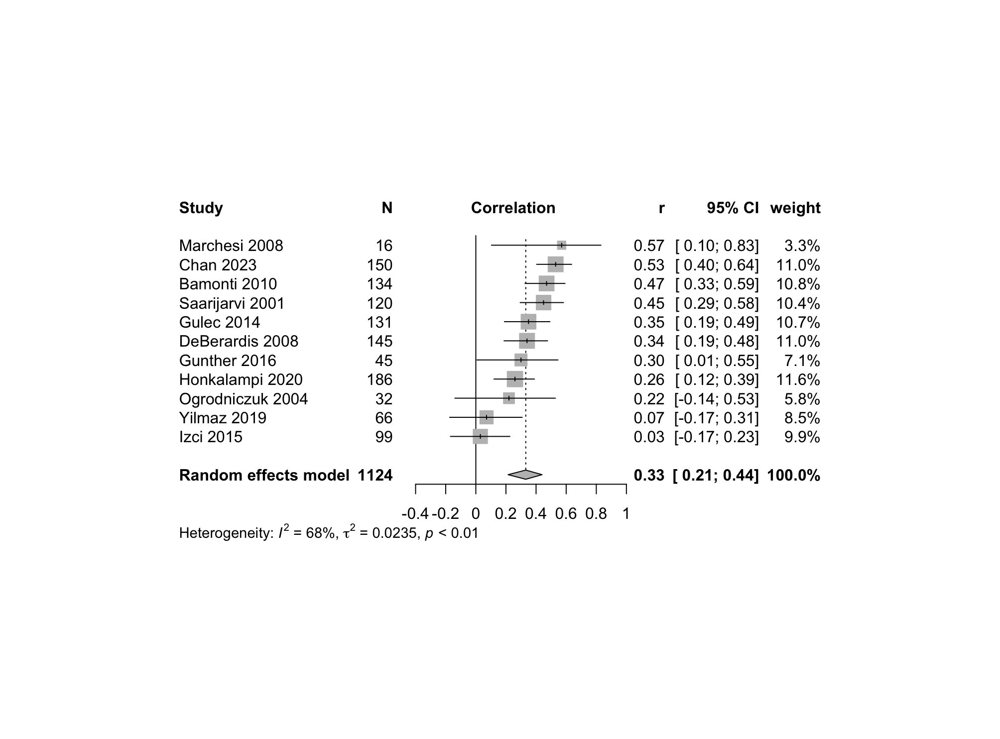 Study N Correlation r 95% CI weight
Marchesi 2008 16 0.57 [ 0.10; 0.83] 3.3%
Chan 2023 150 0.53 [ 0.40; 0.64] 11.0%
Bamonti 2010 134 0.47 [ 0.33; 0.59] 10.8%
Saarijarvi 2001 120 0.45 [ 0.29; 0.58] 10.4%
Gulec 2014 131 0.35 [ 0.19; 0.49] 10.7%
DeBerardis 2008 145 0.34 [ 0.19; 0.48] 11.0%
Gunther 2016 45 0.30 [ 0.01; 0.55] 7.1%
Honkalampi 2020 186 0.26 [ 0.12; 0.39] 11.6%
Ogrodniczuk 2004 32 0.22 [-0.14; 0.53] 5.8%
Yilmaz 2019 66 0.07 [-0.17; 0.31] 8.5%
Izci 2015 99 0.03 [-0.17; 0.23] 9.9%
Random effects model 1124 0.33 [ 0.21; 0.44] 100.0%
-0.4 -0.2 0 0.2 0.4 0.6 0.8 1
Heterogeneity: I² = 68%, τ² = 0.0235, p < 0.01